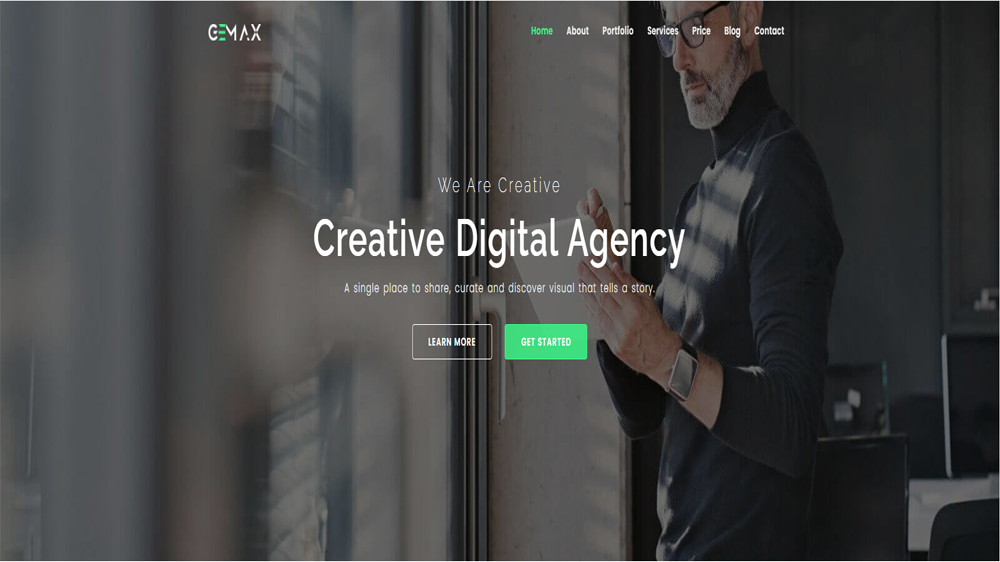 GEMAX
Home About Portfolio Services Price Blog Contact
We Are Creative
Creative Digital Agency
A single place to share, curate and discover visual that tells a story.
LEARN MORE GET STARTED